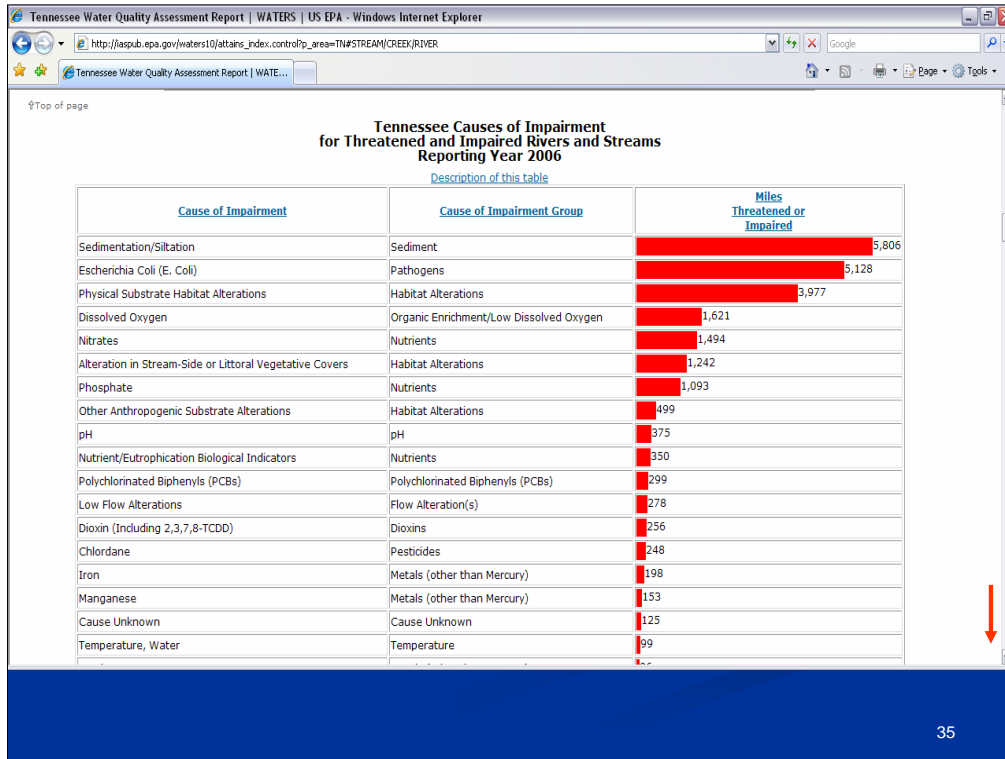 Tennessee Water Quality Assessment Report | WATERS | US EPA - Windows Internet Explorer
http://iaspub.epa.gov/waters10/attains_index.control?p_area=TN#STREAM/CREEK/RIVER
Google
Tennessee Water Quality Assessment Report | WATE...
Page
Tools
Top of page
Tennessee Causes of Impairment
for Threatened and Impaired Rivers and Streams
Reporting Year 2006
Description of this table
Cause of Impairment Cause of Impairment Group Miles
Threatened or
Impaired
Sedimentation/Siltation Sediment 5,806
Escherichia Coli (E. Coli) Pathogens 5,128
Physical Substrate Habitat Alterations Habitat Alterations 3,977
Dissolved Oxygen Organic Enrichment/Low Dissolved Oxygen 1,621
Nitrates Nutrients 1,494
Alteration in Stream-Side or Littoral Vegetative Covers Habitat Alterations 1,242
Phosphate Nutrients 1,093
Other Anthropogenic Substrate Alterations Habitat Alterations 499
pH pH 375
Nutrient/Eutrophication Biological Indicators Nutrients 350
Polychlorinated Biphenyls (PCBs) Polychlorinated Biphenyls (PCBs) 299
Low Flow Alterations Flow Alteration(s) 278
Dioxin (Including 2,3,7,8-TCDD) Dioxins 256
Chlordane Pesticides 248
Iron Metals (other than Mercury) 198
Manganese Metals (other than Mercury) 153
Cause Unknown Cause Unknown 125
Temperature, Water Temperature 99
35